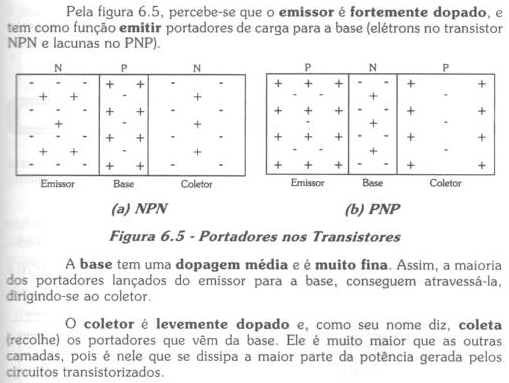 Pela figura 6.5, percebe-se que o emissor é fortemente dopado, e
tem como função emitir portadores de carga para a base (elétrons no transistor
NPN e lacunas no PNP).
N P N
P N P
Emissor Base Coletor
Emissor Base Coletor
(a) NPN
(b) PNP
Figura 6.5 - Portadores nos Transistores
A base tem uma dopagem média e é muito fina. Assim, a maioria
dos portadores lançados do emissor para a base, conseguem atravessá-la,
dirigindo-se ao coletor.
O coletor é levemente dopado e, como seu nome diz, coleta
(recolhe) os portadores que vêm da base. Ele é muito maior que as outras
camadas, pois é nele que se dissipa a maior parte da potência gerada pelos
circuitos transistorizados.